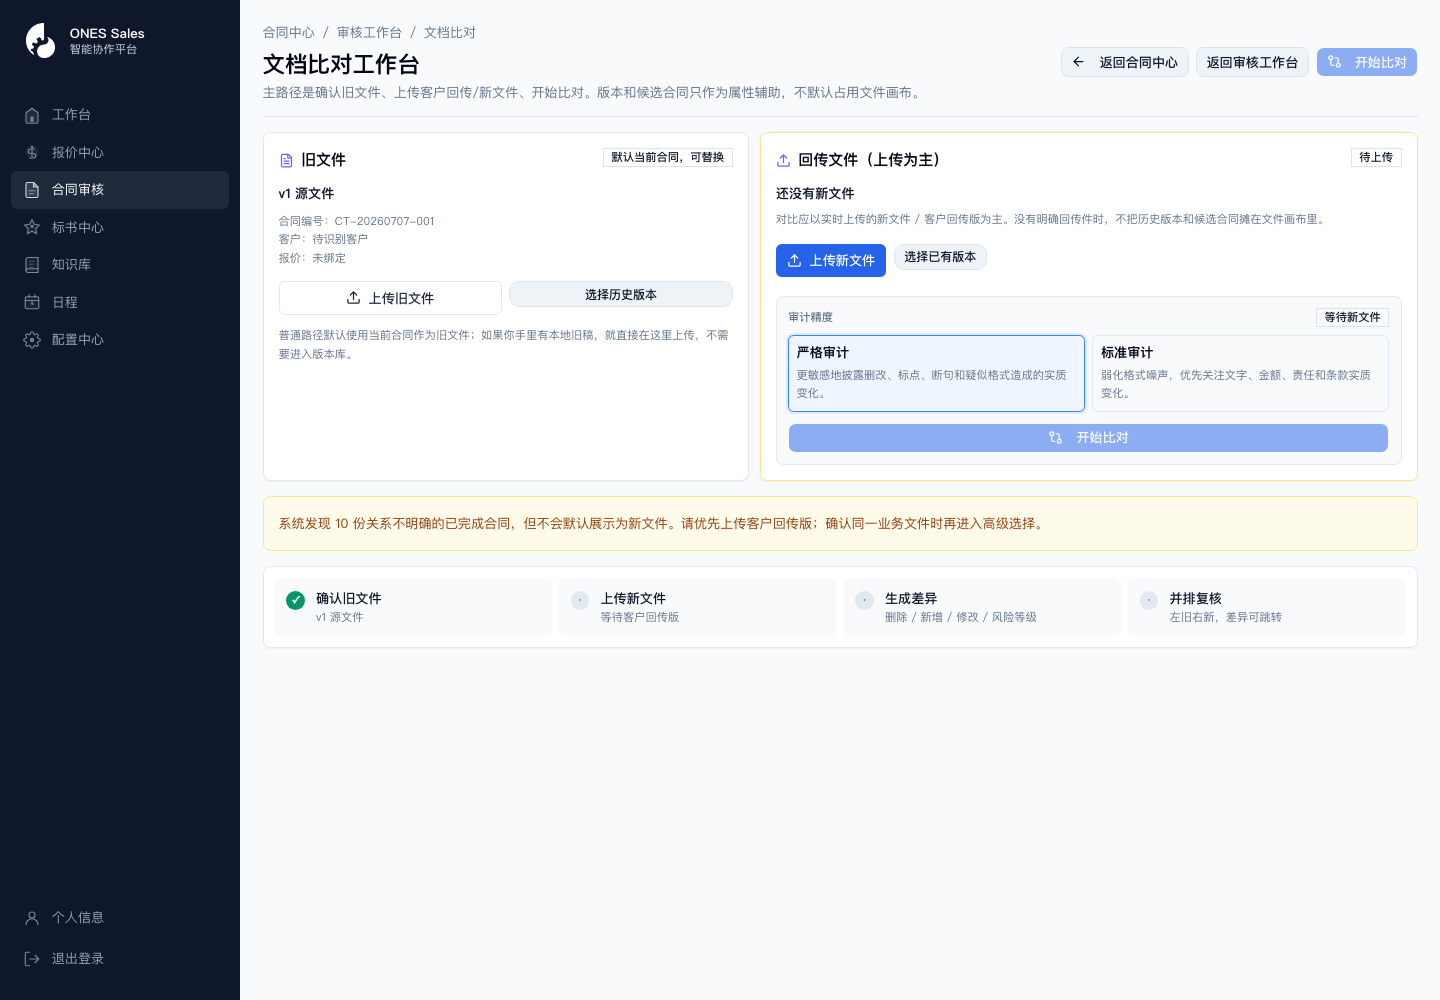 ONES Sales
智能协作平台
工作台
报价中心
合同审核
标书中心
知识库
日程
配置中心
个人信息
退出登录
合同中心 / 审核工作台 / 文档比对
文档比对工作台
主路径是确认旧文件、上传客户回传/新文件、开始比对。版本和候选合同只作为属性辅助，不默认占用文件画布。
返回合同中心
返回审核工作台
开始比对
旧文件
默认当前合同，可替换
v1 源文件
合同编号：CT-20260707-001
客户：待识别客户
报价：未绑定
上传旧文件
选择历史版本
普通路径默认使用当前合同作为旧文件；如果你手里有本地旧稿，就直接在这里上传，不需
要进入版本库。
回传文件（上传为主）
待上传
还没有新文件
对比应以实时上传的新文件 / 客户回传版为主。没有明确回传件时，不把历史版本和候选合同摊在文件画布里。
上传新文件
选择已有版本
审计精度
等待新文件
严格审计
更敏感地披露删改、标点、断句和疑似格式造成的实质
变化。
标准审计
弱化格式噪声，优先关注文字、金额、责任和条款实质
变化。
开始比对
系统发现 10 份关系不明确的已完成合同，但不会默认展示为新文件。请优先上传客户回传版；确认同一业务文件时再进入高级选择。
确认旧文件
v1 源文件
上传新文件
等待客户回传版
生成差异
删除 / 新增 / 修改 / 风险等级
并排复核
左旧右新，差异可跳转